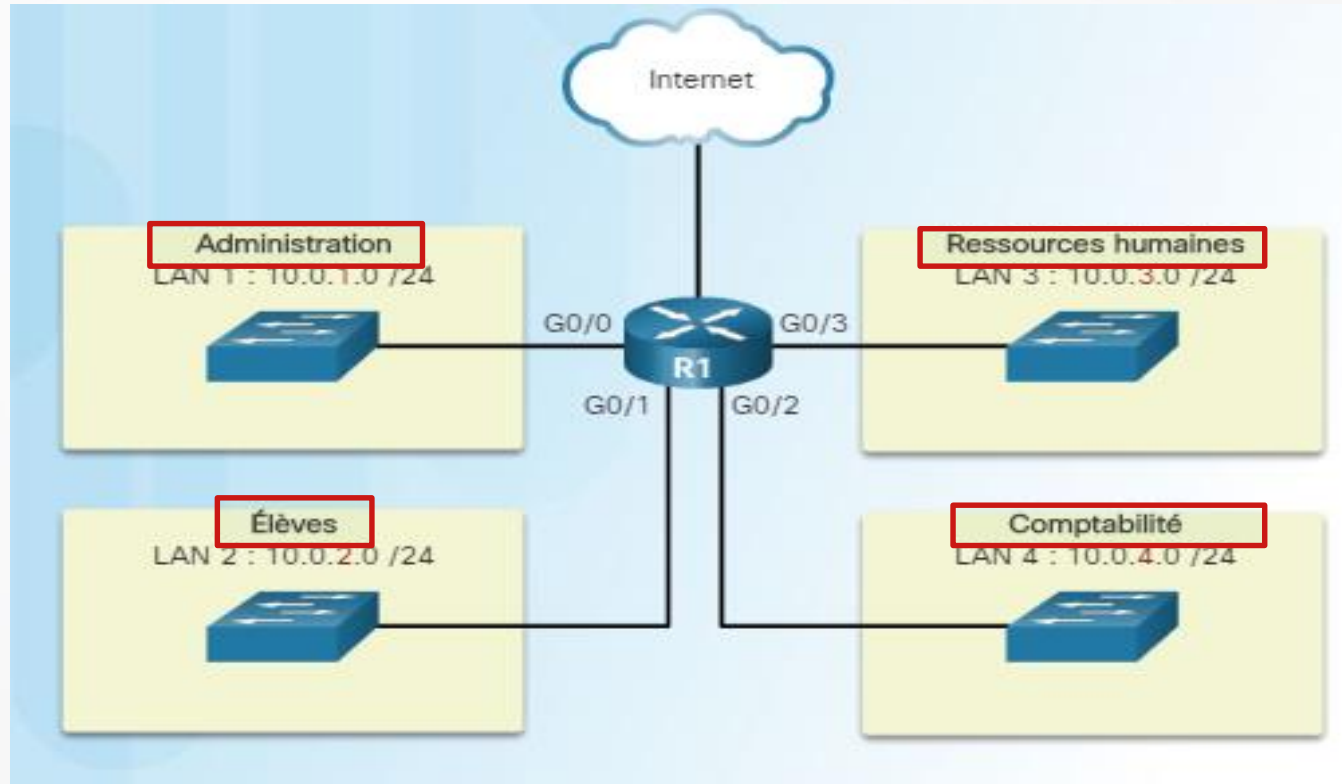 Internet
Administration
LAN 1 : 10.0.1.0 /24
Ressources humaines
LAN 3 : 10.0.3.0 /24
G0/0
G0/3
R1
G0/1
G0/2
Élèves
LAN 2 : 10.0.2.0 /24
Comptabilité
LAN 4 : 10.0.4.0 /24